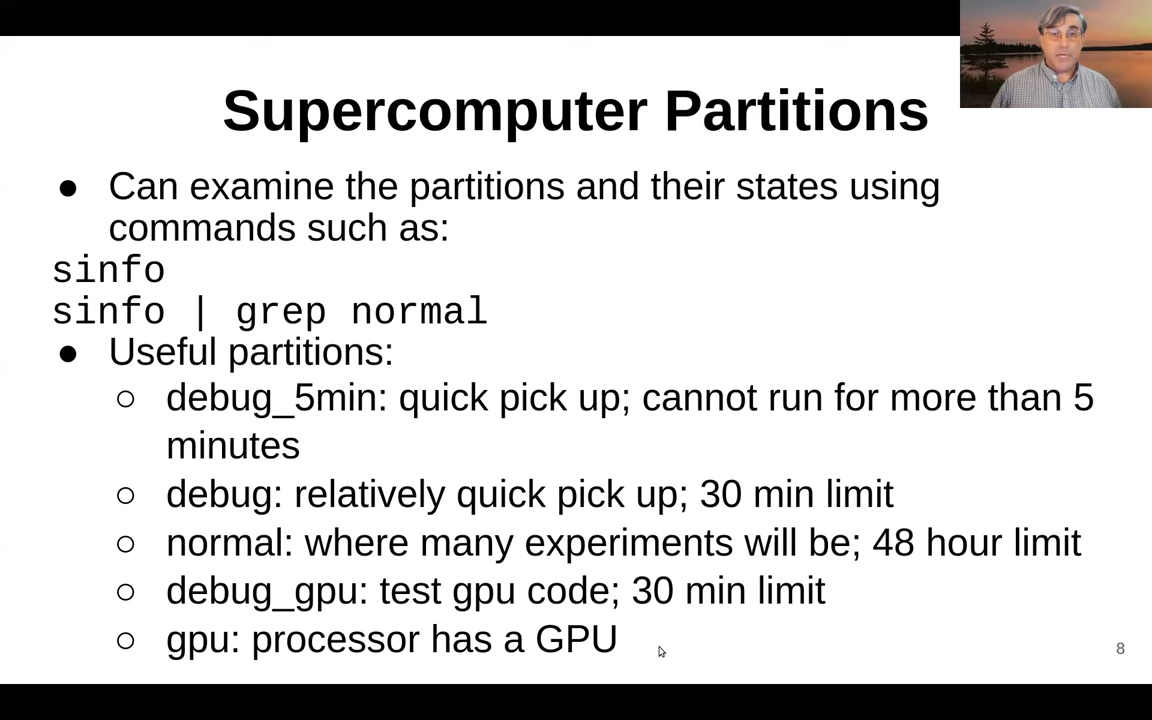 Supercomputer Partitions
● Can examine the partitions and their states using
commands such as:
sinfo
sinfo | grep normal
● Useful partitions:
○ debug_5min: quick pick up; cannot run for more than 5
minutes
○ debug: relatively quick pick up; 30 min limit
○ normal: where many experiments will be; 48 hour limit
○ debug_gpu: test gpu code; 30 min limit
○ gpu: processor has a GPU
8